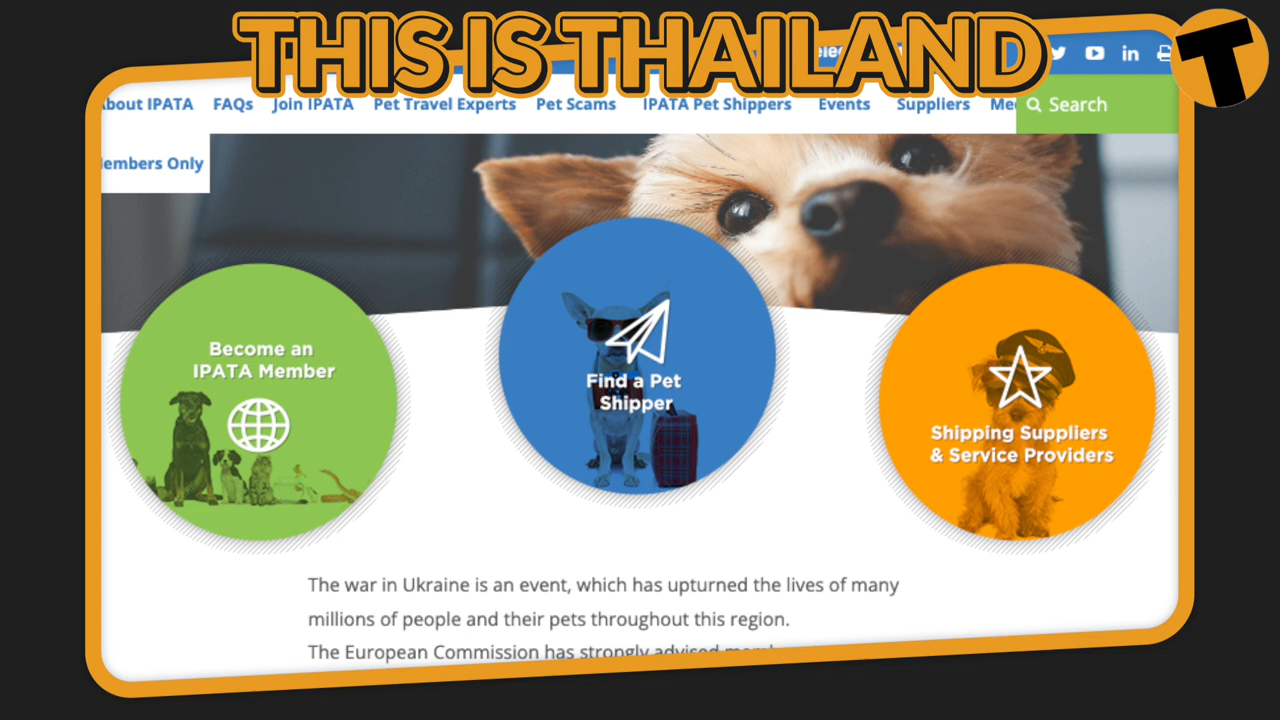 THIS IS THAILAND
T
About IPATA FAQs Join IPATA Pet Travel Experts Pet Scams IPATA Pet Shippers Events Suppliers
Search
Members Only
Become an
IPATA Member
Find a Pet
Shipper
Shipping Suppliers
& Service Providers
The war in Ukraine is an event, which has upturned the lives of many
millions of people and their pets throughout this region.
The European Commission has strongly advised